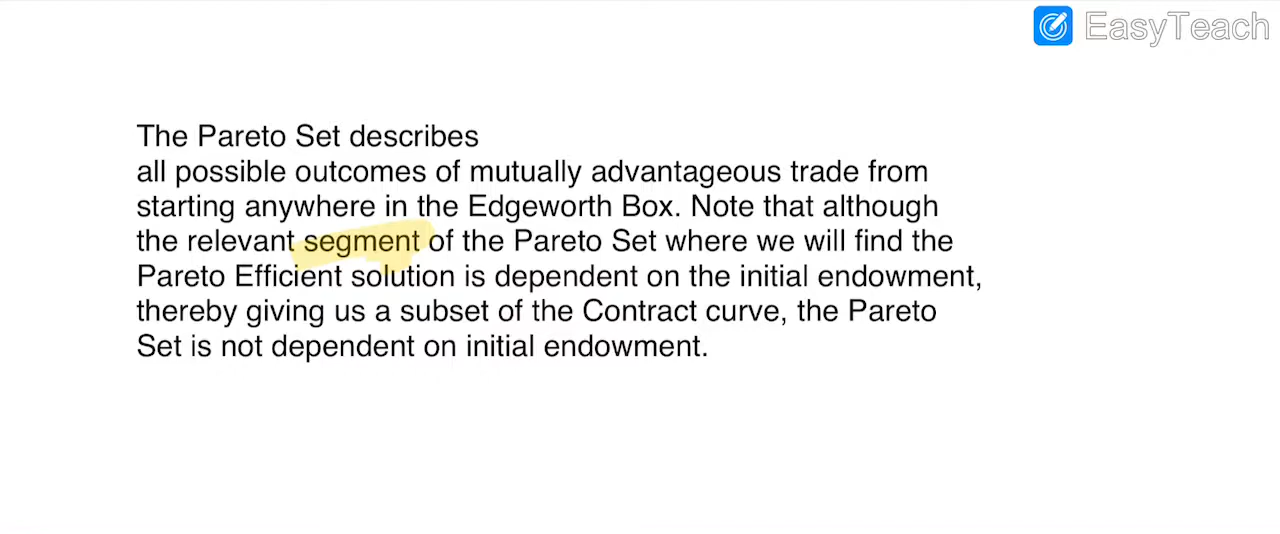 EasyTeach
The Pareto Set describes
all possible outcomes of mutually advantageous trade from
starting anywhere in the Edgeworth Box. Note that although
the relevant segment of the Pareto Set where we will find the
Pareto Efficient solution is dependent on the initial endowment,
thereby giving us a subset of the Contract curve, the Pareto
Set is not dependent on initial endowment.